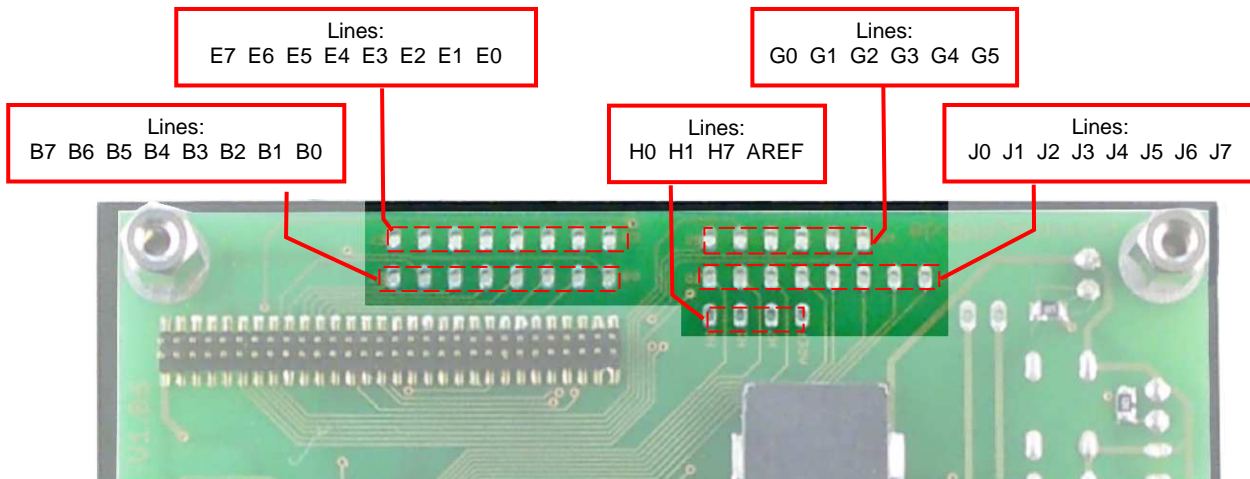 Lines:
E7 E6 E5 E4 E3 E2 E1 E0
Lines:
G0 G1 G2 G3 G4 G5
Lines:
B7 B6 B5 B4 B3 B2 B1 B0
Lines:
H0 H1 H7 AREF
Lines:
J0 J1 J2 J3 J4 J5 J6 J7
AREF